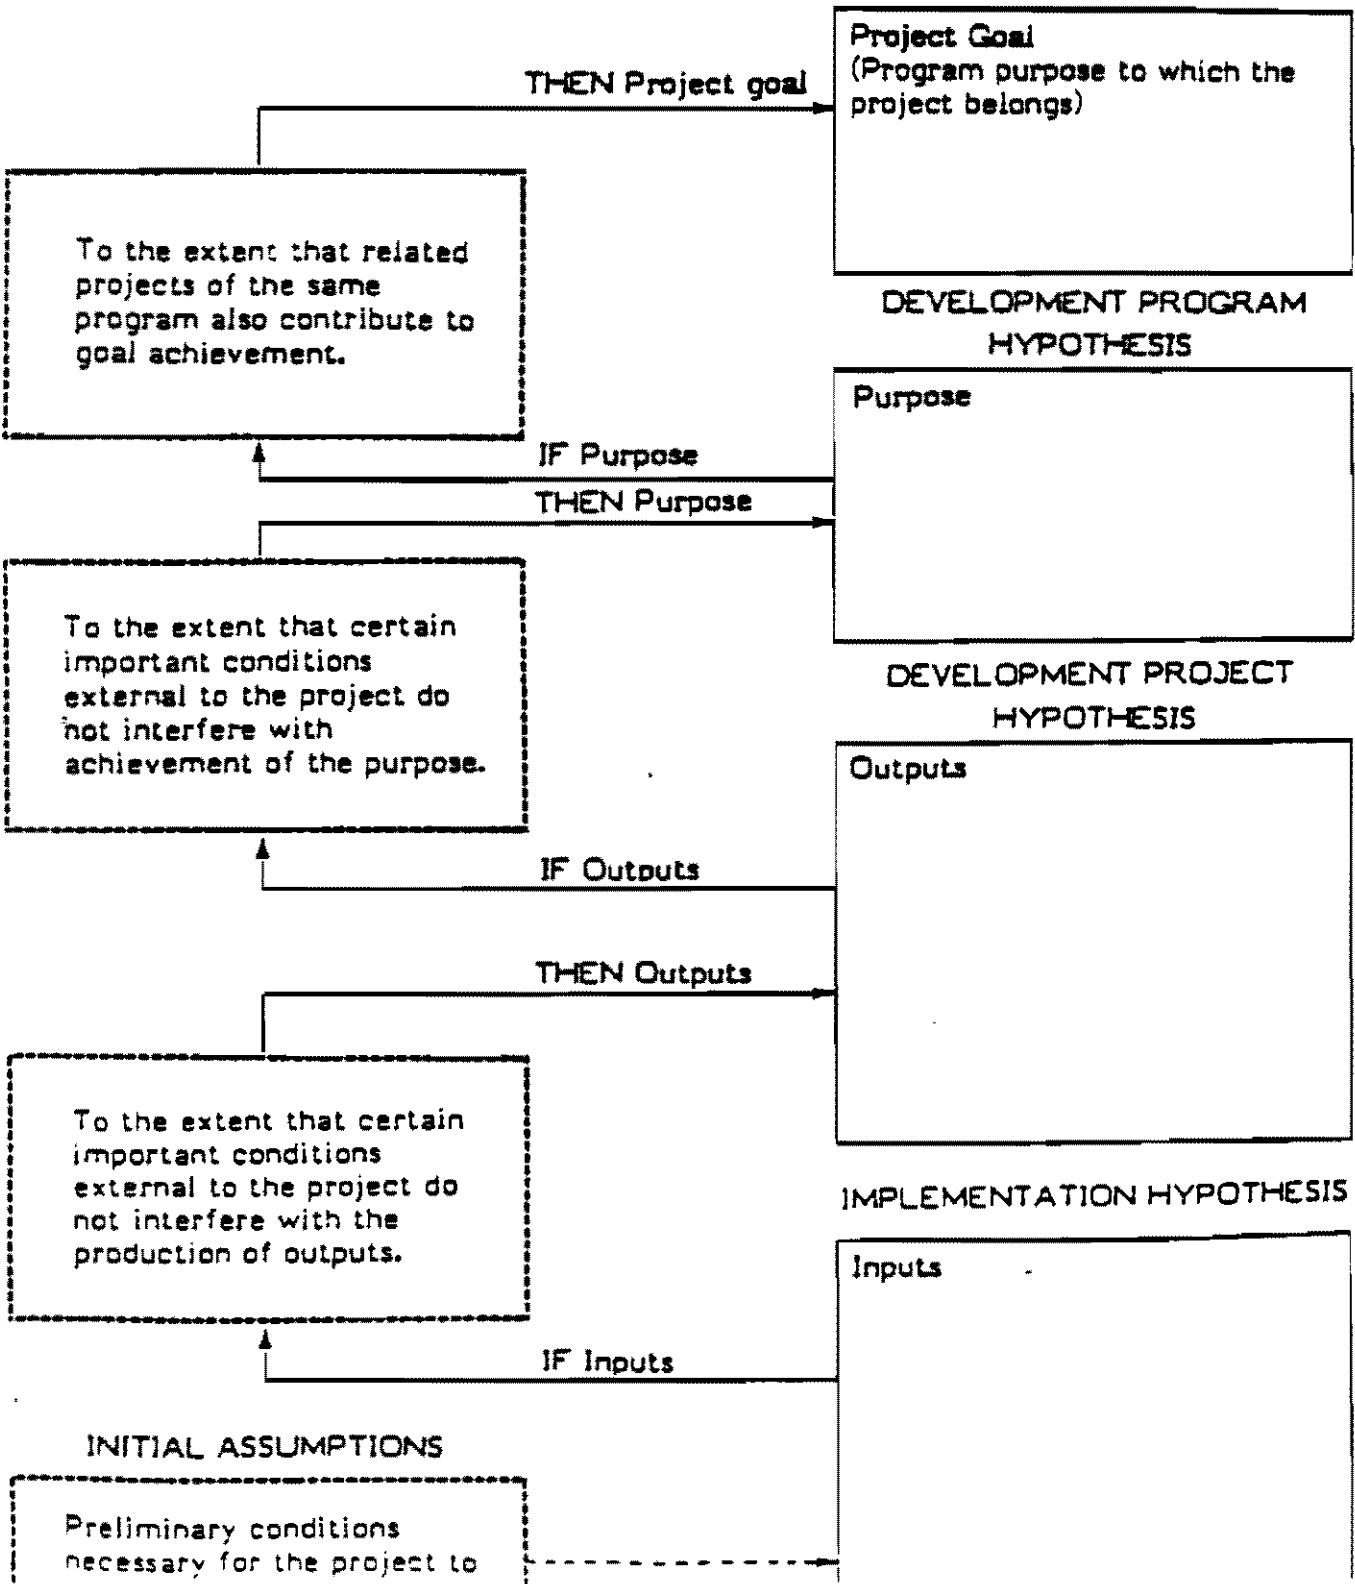 Project Goal
(Program purpose to which the
project belongs)
THEN Project goal
To the extent that related
projects of the same
program also contribute to
goal achievement.
DEVELOPMENT PROGRAM
HYPOTHESIS
Purpose
IF Purpose
THEN Purpose
To the extent that certain
important conditions
external to the project do
not interfere with
achievement of the purpose.
DEVELOPMENT PROJECT
HYPOTHESIS
Outputs
IF Outputs
THEN Outputs
To the extent that certain
important conditions
external to the project do
not interfere with the
production of outputs.
IMPLEMENTATION HYPOTHESIS
Inputs
IF Inputs
INITIAL ASSUMPTIONS
Preliminary conditions
necessary for the project to